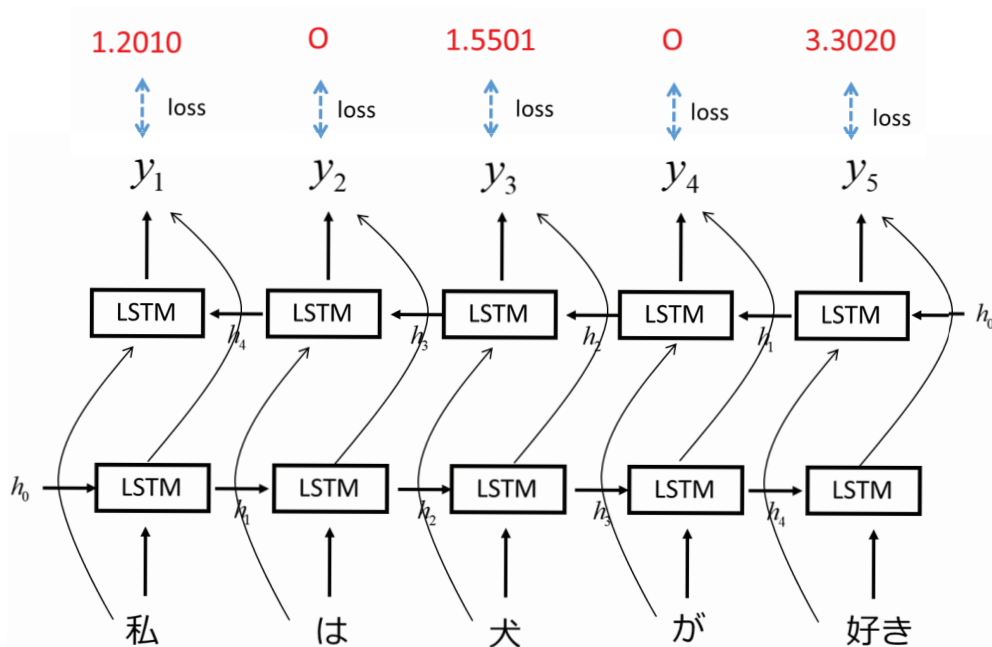 1.2010 O 1.5501 O 3.3020
loss loss loss loss loss
y₁ y₂ y₃ y₄ y₅
LSTM LSTM LSTM LSTM LSTM h₀
h₄ h₃ h₂ h₁
h₀ LSTM LSTM LSTM LSTM LSTM
h₁ h₂ h₃ h₄
私 は 犬 が 好き